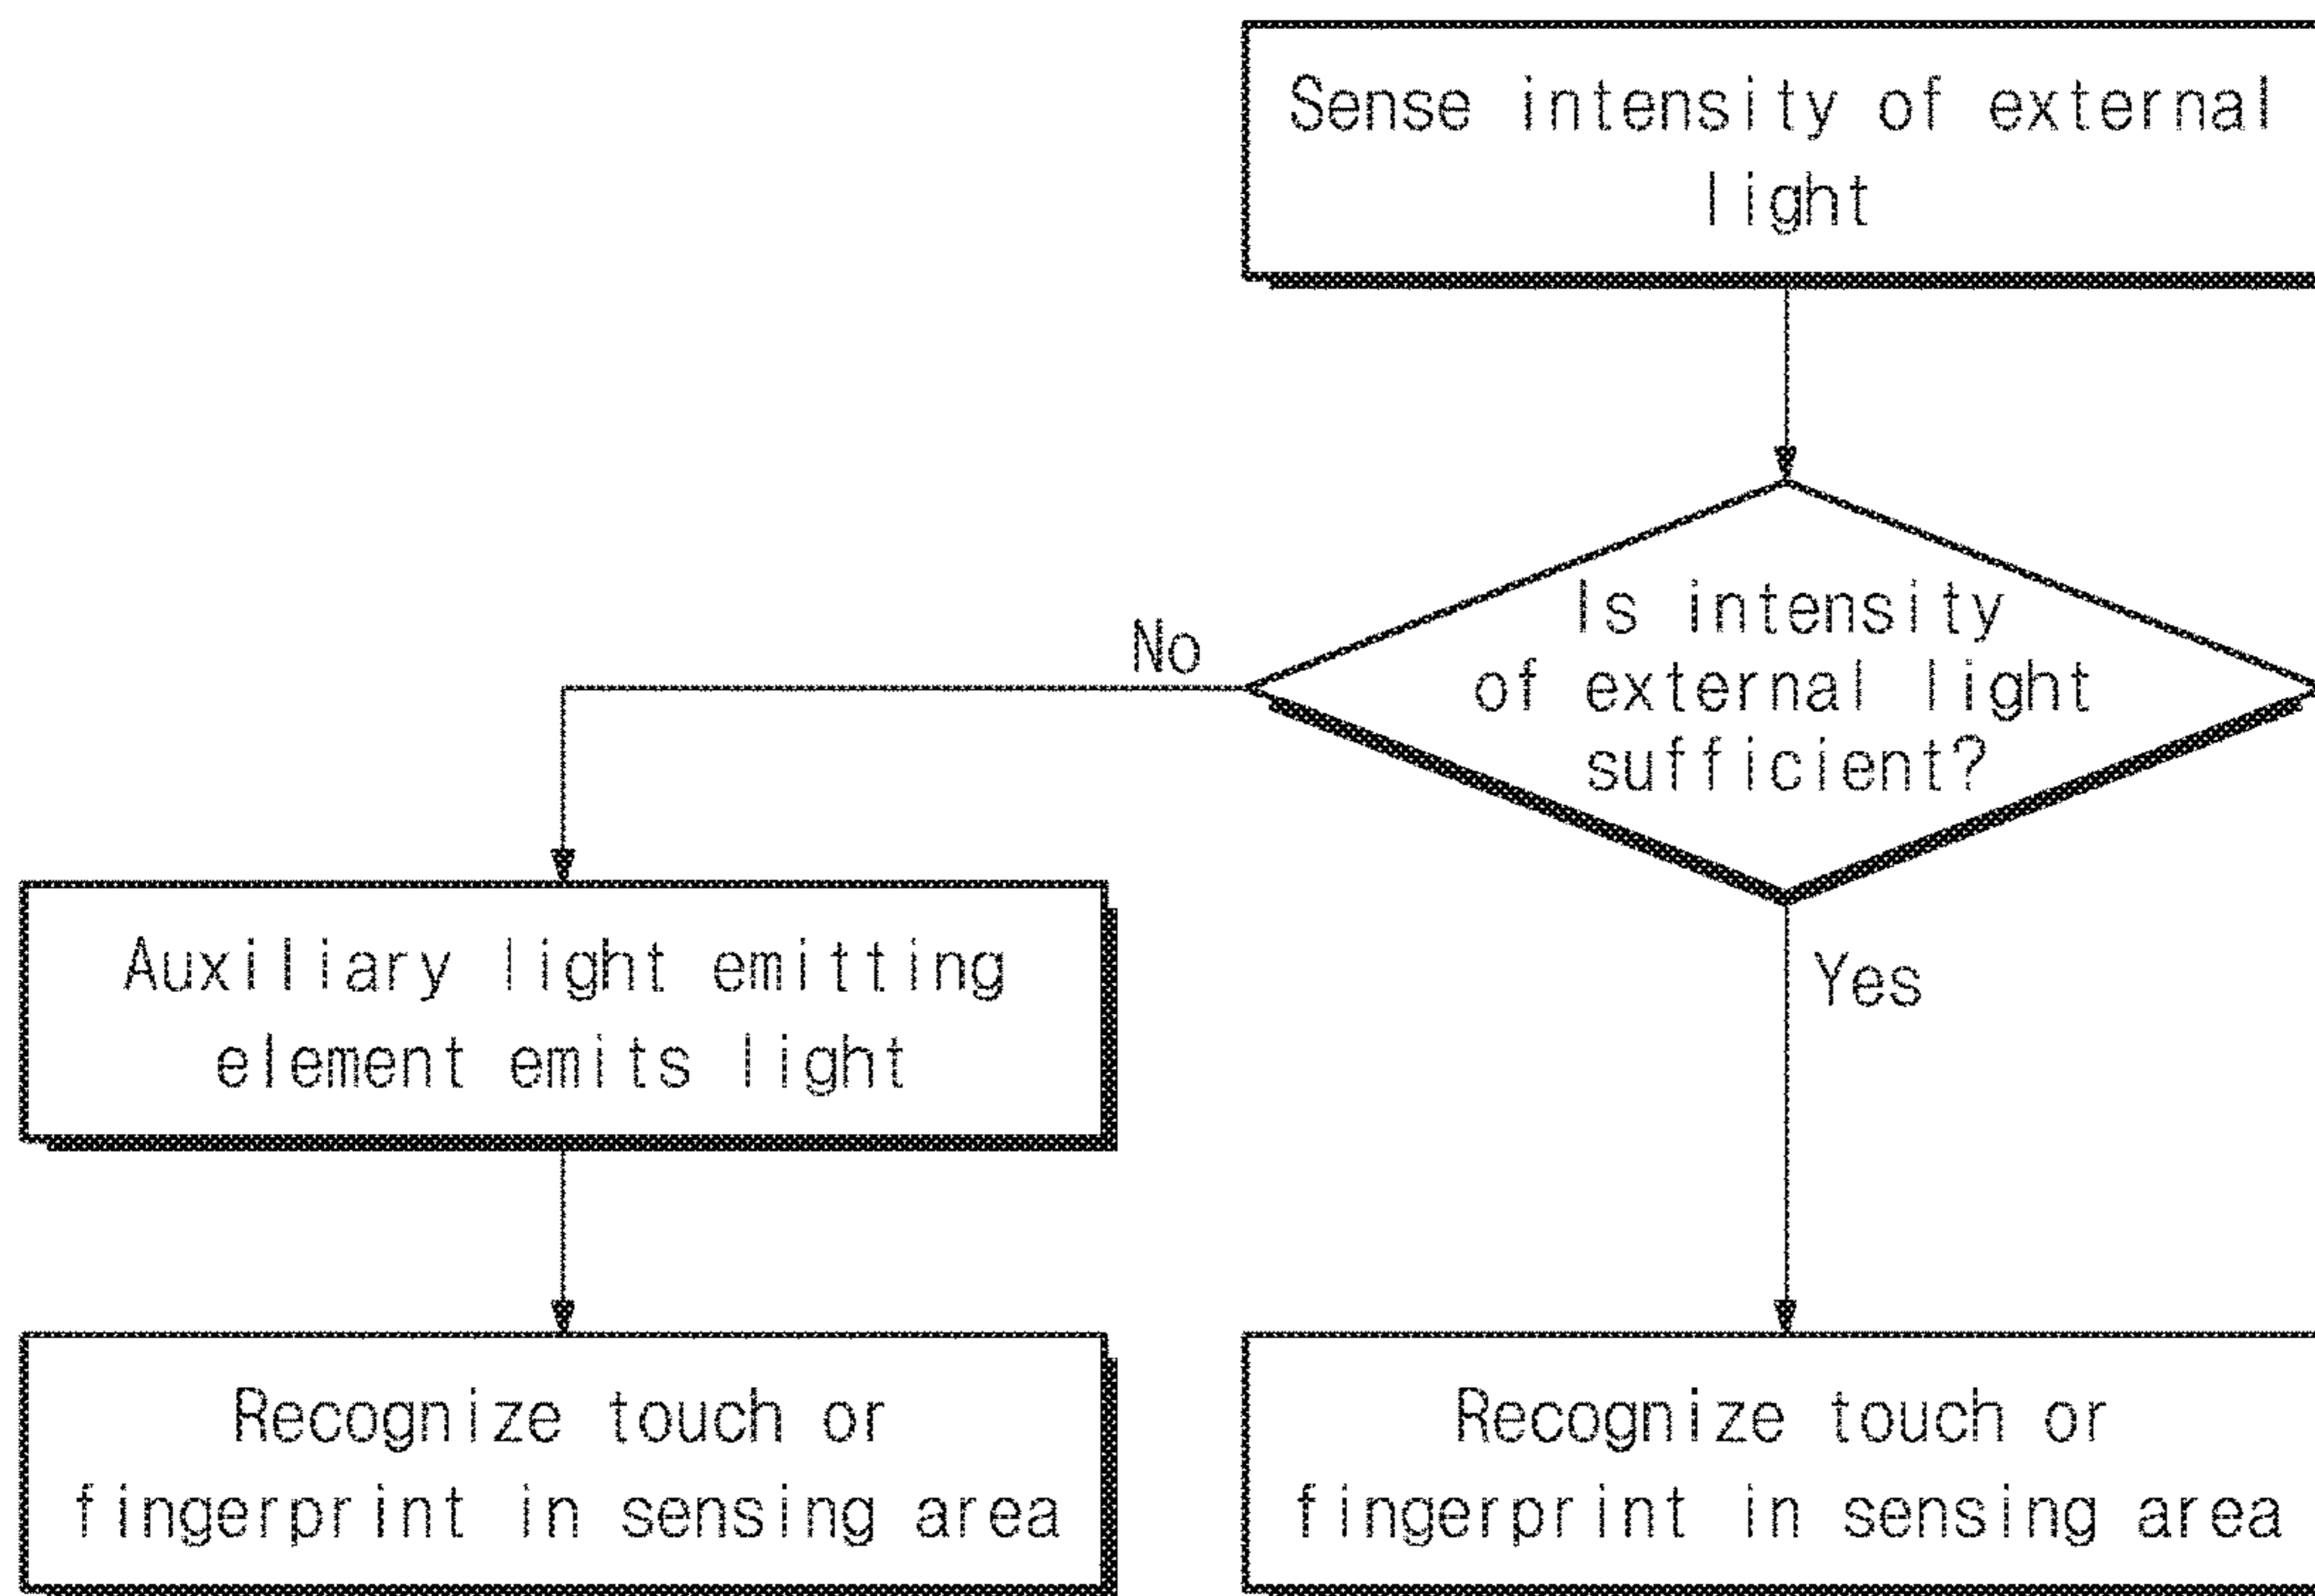 Sense intensity of external
light
Is intensity
of external light
sufficient?
No
Yes
Auxiliary light emitting
element emits light
Recognize touch or
fingerprint in sensing area
Recognize touch or
fingerprint in sensing area